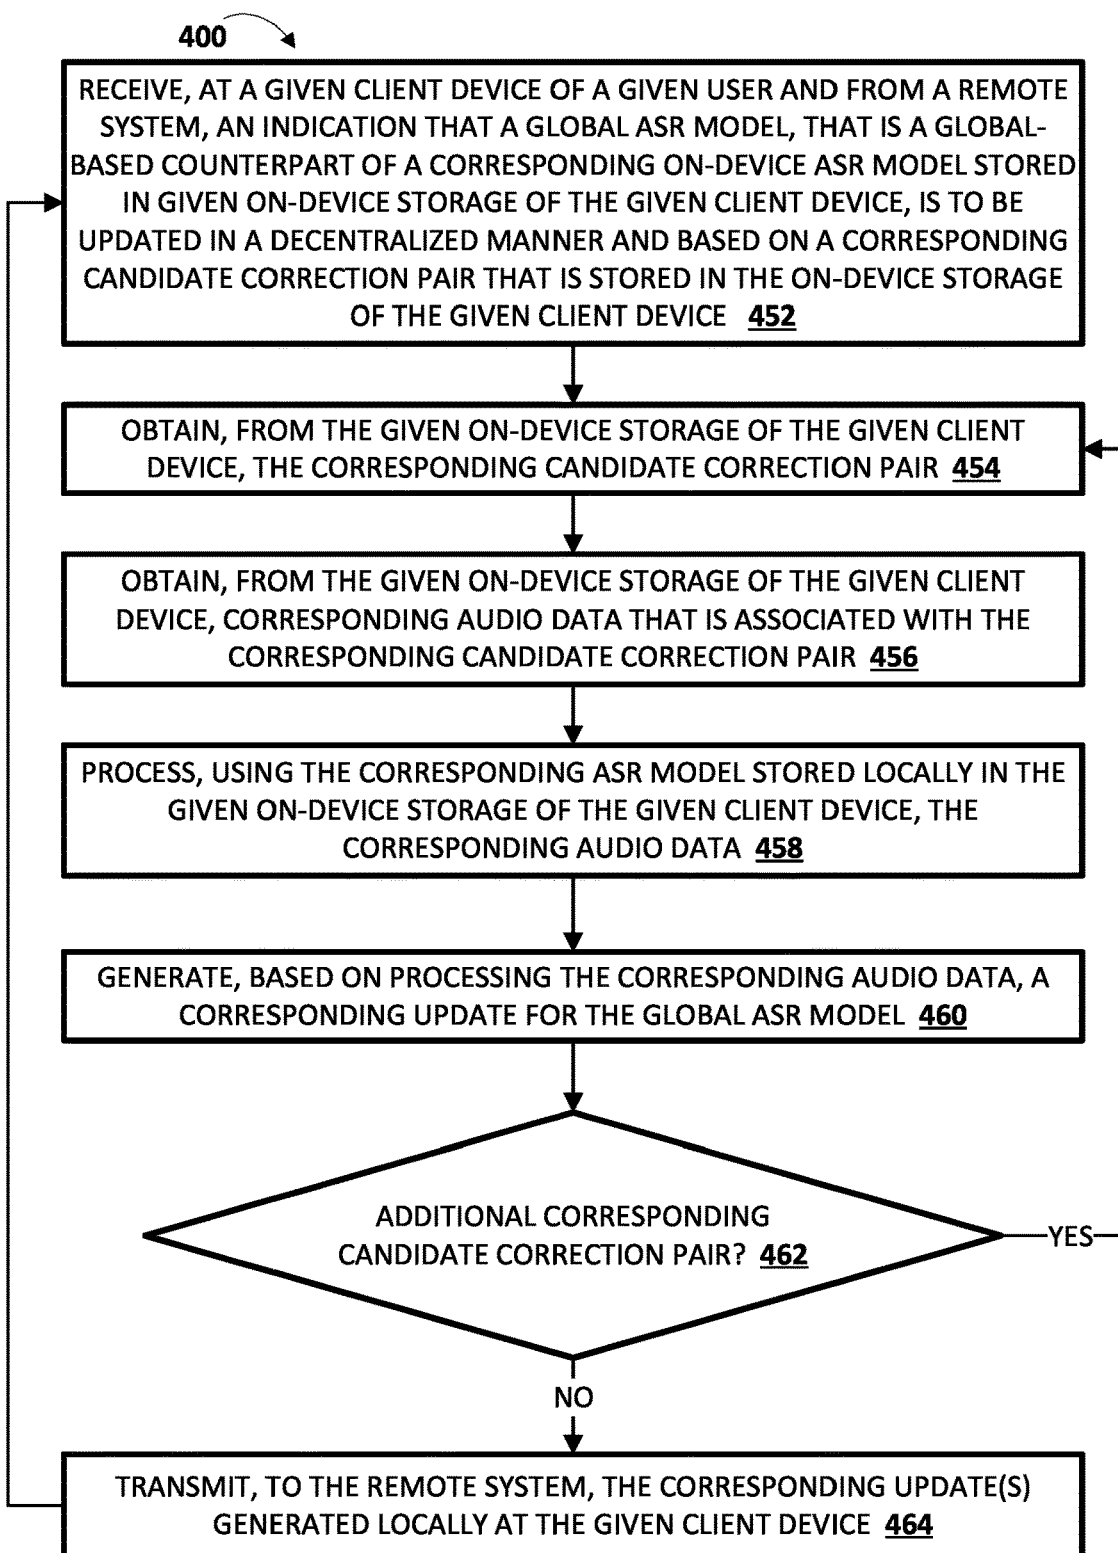 400
RECEIVE, AT A GIVEN CLIENT DEVICE OF A GIVEN USER AND FROM A REMOTE
SYSTEM, AN INDICATION THAT A GLOBAL ASR MODEL, THAT IS A GLOBAL-
BASED COUNTERPART OF A CORRESPONDING ON-DEVICE ASR MODEL STORED
IN GIVEN ON-DEVICE STORAGE OF THE GIVEN CLIENT DEVICE, IS TO BE
UPDATED IN A DECENTRALIZED MANNER AND BASED ON A CORRESPONDING
CANDIDATE CORRECTION PAIR THAT IS STORED IN THE ON-DEVICE STORAGE
OF THE GIVEN CLIENT DEVICE 452
OBTAIN, FROM THE GIVEN ON-DEVICE STORAGE OF THE GIVEN CLIENT
DEVICE, THE CORRESPONDING CANDIDATE CORRECTION PAIR 454
OBTAIN, FROM THE GIVEN ON-DEVICE STORAGE OF THE GIVEN CLIENT
DEVICE, CORRESPONDING AUDIO DATA THAT IS ASSOCIATED WITH THE
CORRESPONDING CANDIDATE CORRECTION PAIR 456
PROCESS, USING THE CORRESPONDING ASR MODEL STORED LOCALLY IN THE
GIVEN ON-DEVICE STORAGE OF THE GIVEN CLIENT DEVICE, THE
CORRESPONDING AUDIO DATA 458
GENERATE, BASED ON PROCESSING THE CORRESPONDING AUDIO DATA, A
CORRESPONDING UPDATE FOR THE GLOBAL ASR MODEL 460
ADDITIONAL CORRESPONDING
CANDIDATE CORRECTION PAIR? 462
YES
NO
TRANSMIT, TO THE REMOTE SYSTEM, THE CORRESPONDING UPDATE(S)
GENERATED LOCALLY AT THE GIVEN CLIENT DEVICE 464